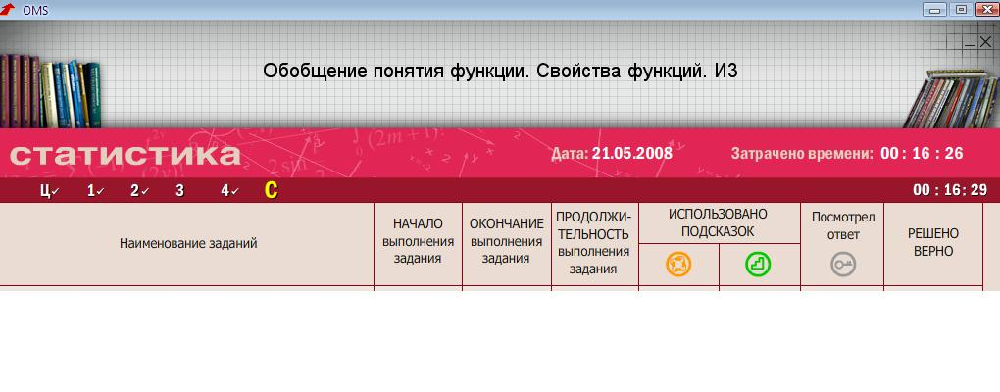 OMS
Обобщение понятия функции. Свойства функций. ИЗ
статистика
Дата: 21.05.2008
Затрачено времени: 00 : 16 : 26
Ц 1 2 3 4 С
00 : 16: 29
Наименование заданий
НАЧАЛО
выполнения
задания
ОКОНЧАНИЕ
выполнения
задания
ПРОДОЛЖИ-
ТЕЛЬНОСТЬ
выполнения
задания
ИСПОЛЬЗОВАНО
ПОДСКАЗОК
Посмотрел
ответ
РЕШЕНО
ВЕРНО